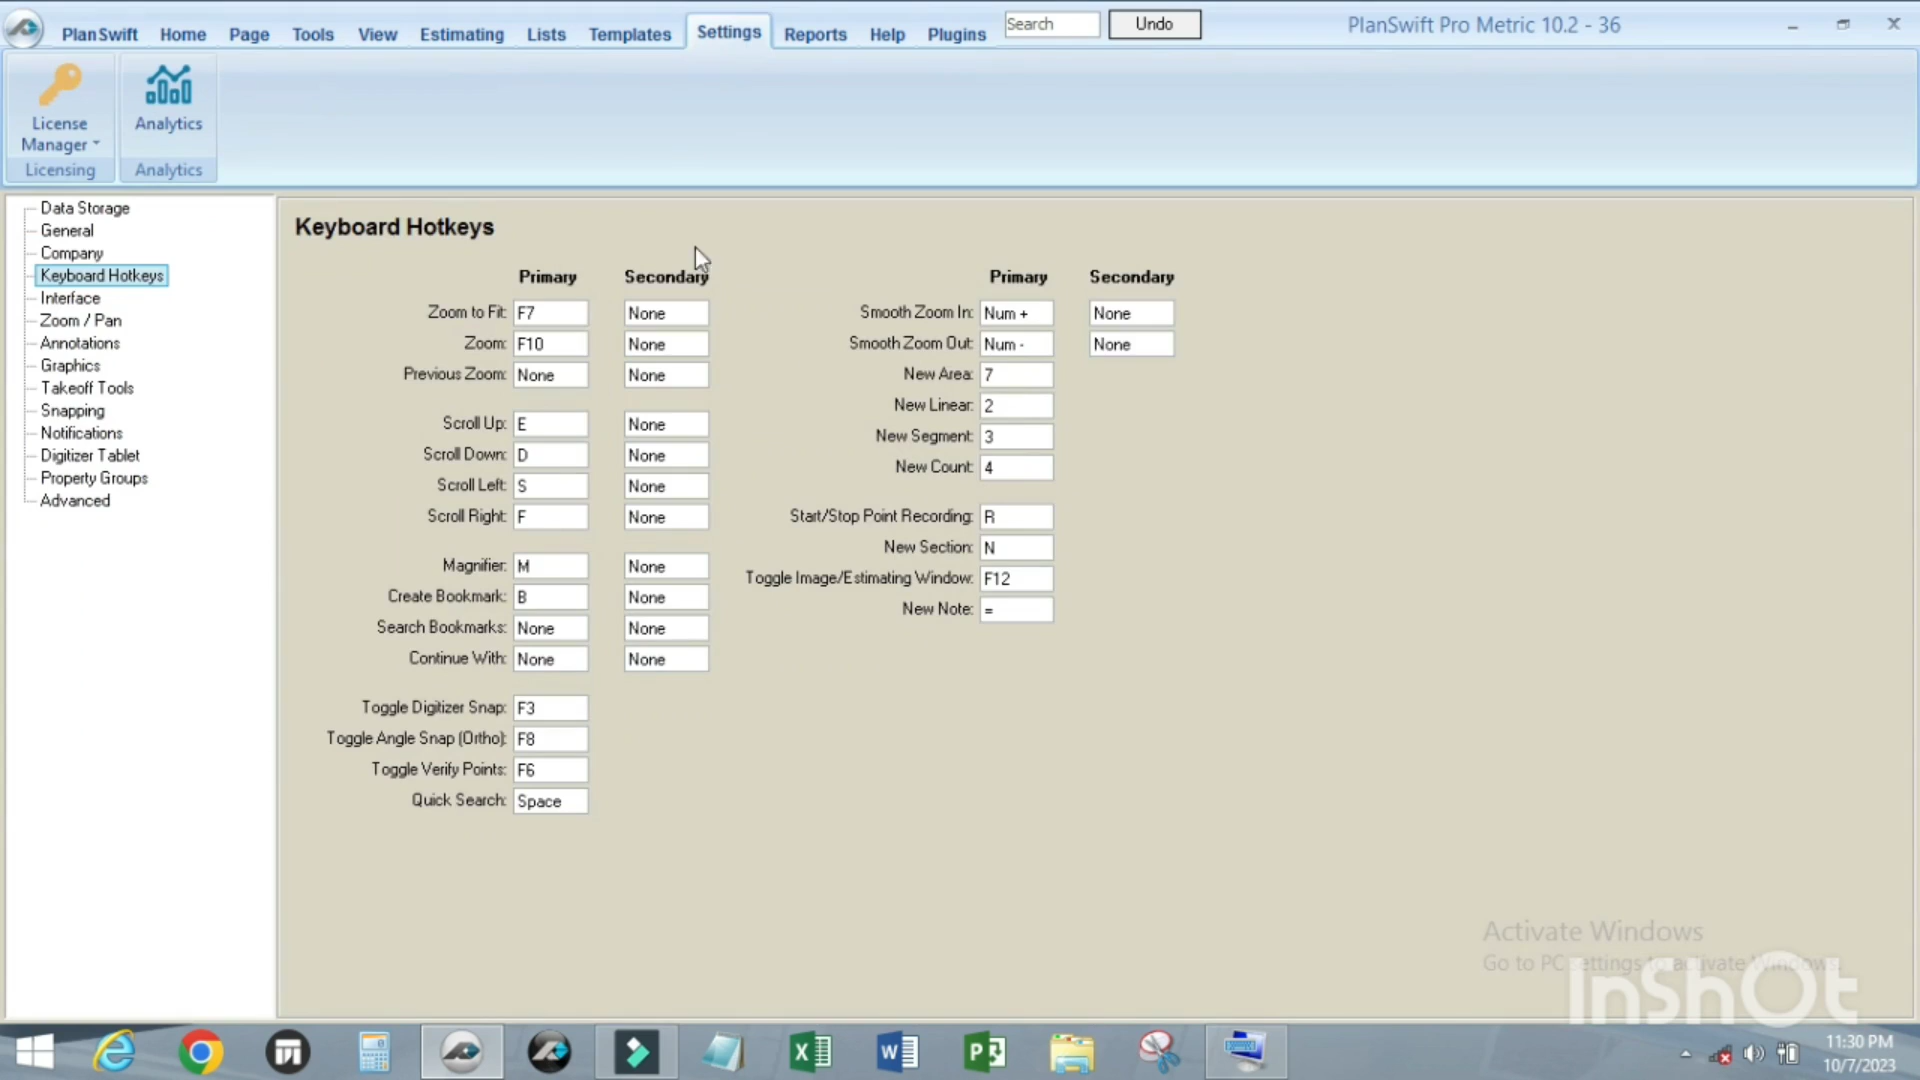 PlanSwift Home Page Tools View Estimating Lists Templates Settings Reports Help Plugins Search Undo PlanSwift Pro Metric 10.2 - 36
License Manager
Analytics
Licensing Analytics
Data Storage
General
Company
Keyboard Hotkeys
Interface
Zoom / Pan
Annotations
Graphics
Takeoff Tools
Snapping
Notifications
Digitizer Tablet
Property Groups
Advanced
Keyboard Hotkeys
Primary Secondary
Zoom to Fit: F7 None
Zoom: F10 None
Previous Zoom: None None
Scroll Up: E None
Scroll Down: D None
Scroll Left: S None
Scroll Right: F None
Magnifier: M None
Create Bookmark: B None
Search Bookmarks: None None
Continue With: None None
Toggle Digitizer Snap: F3
Toggle Angle Snap (Ortho): F8
Toggle Verify Points: F6
Quick Search: Space
Primary Secondary
Smooth Zoom In: Num + None
Smooth Zoom Out: Num - None
New Area: 7
New Linear: 2
New Segment: 3
New Count: 4
Start/Stop Point Recording: R
New Section: N
Toggle Image/Estimating Window: F12
New Note: =
Activate Windows
Go to PC settings to activate Windows.
InShOt
11:30 PM
10/7/2023